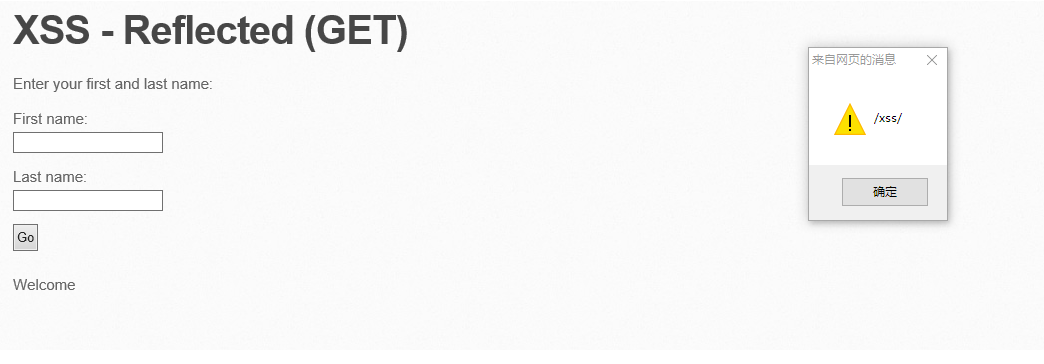 XSS - Reflected (GET)
Enter your first and last name:
First name:
Last name:
Go
Welcome
来自网页的消息
/xss/
确定